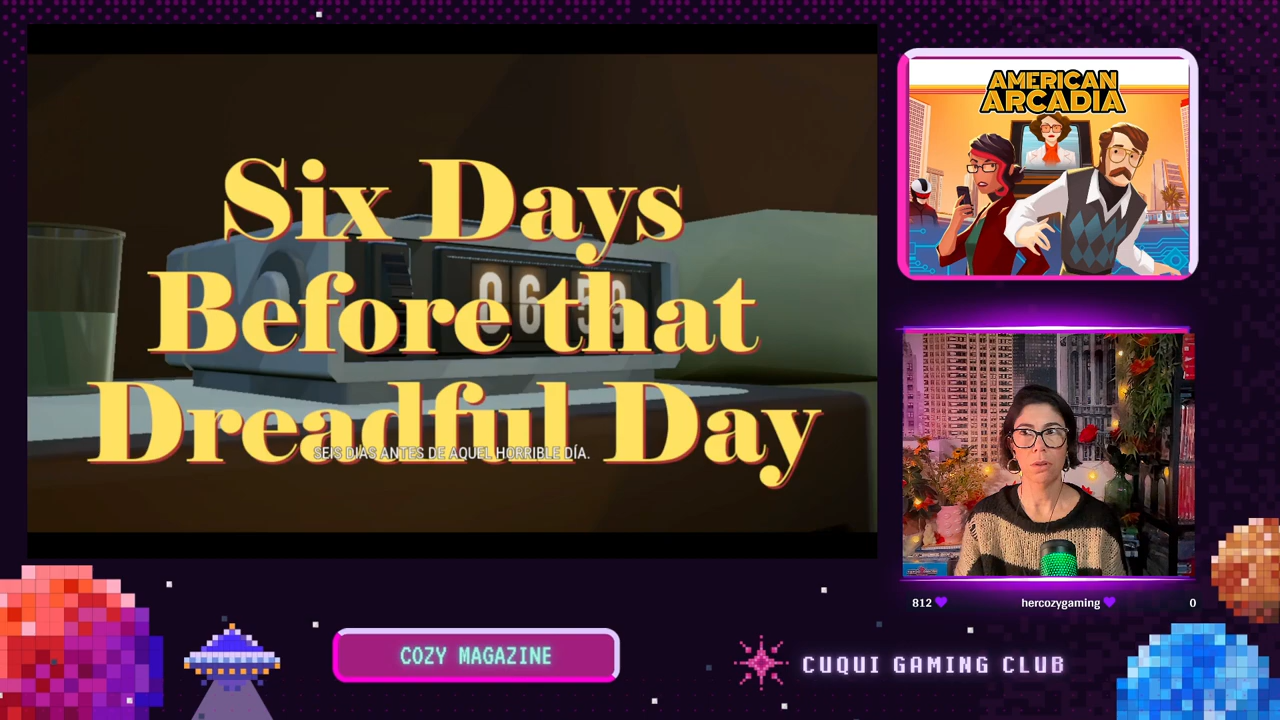 Six Days
Before that
Dreadful Day
SEIS DÍAS ANTES DE AQUEL HORRIBLE DÍA.
AMERICAN
ARCADIA
812
hercozygaming
0
COZY MAGAZINE
CUQUI GAMING CLUB